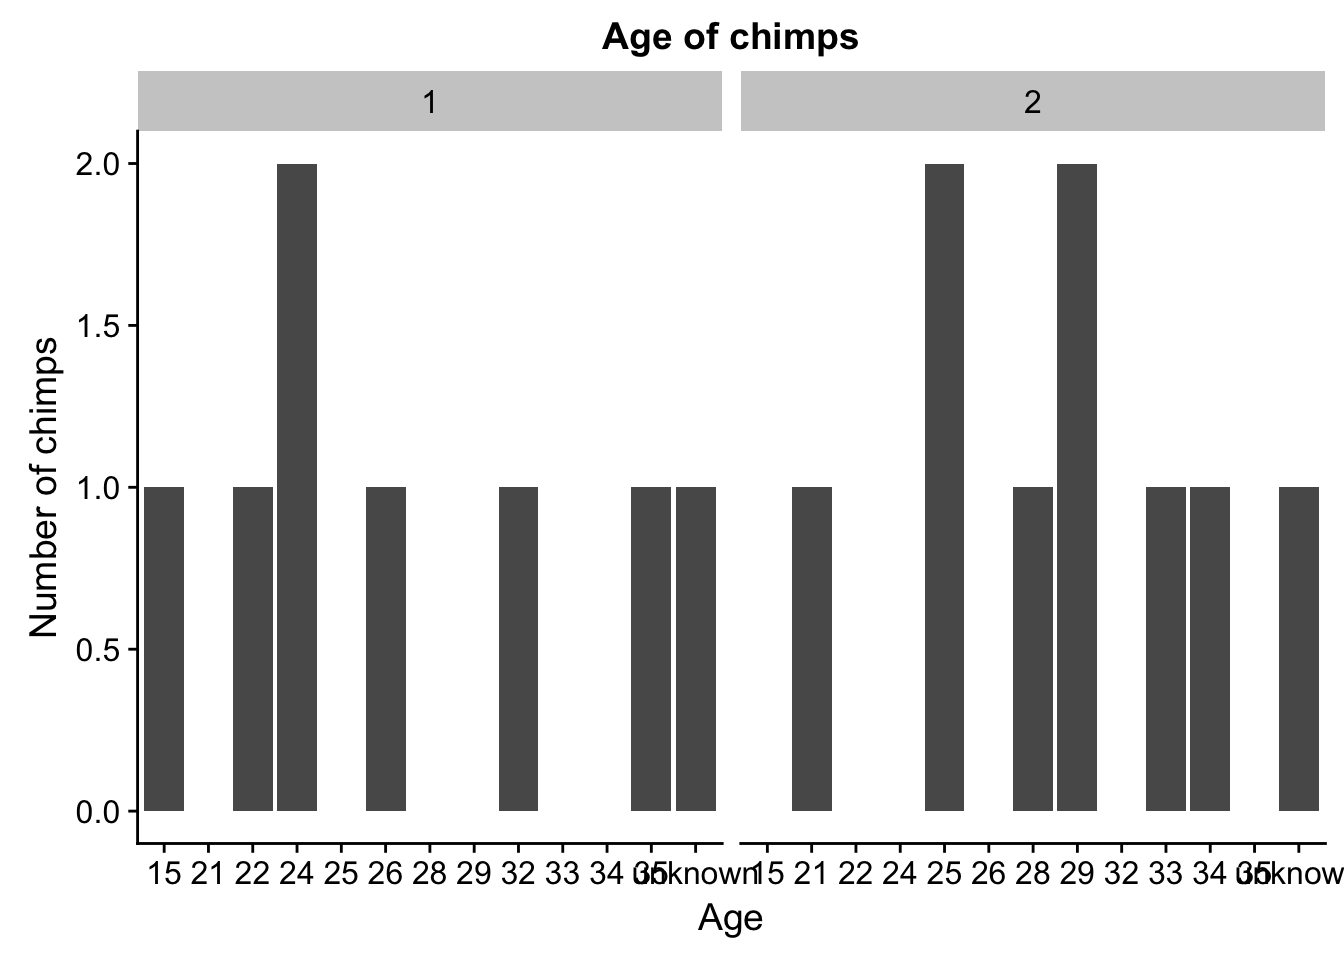 Age of chimps
1
2
Number of chimps
2.0
1.5
1.0
0.5
0.0
15 21 22 24 25 26 28 29 32 33 34 35 unknown
15 21 22 24 25 26 28 29 32 33 34 35 unknow
Age